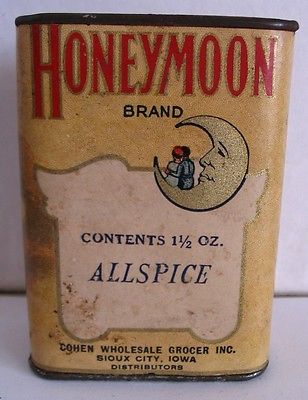 HONEYMOON
BRAND
CONTENTS 1½ OZ.
ALLSPICE
COHEN WHOLESALE GROCER INC.
SIOUX CITY, IOWA
DISTRIBUTORS